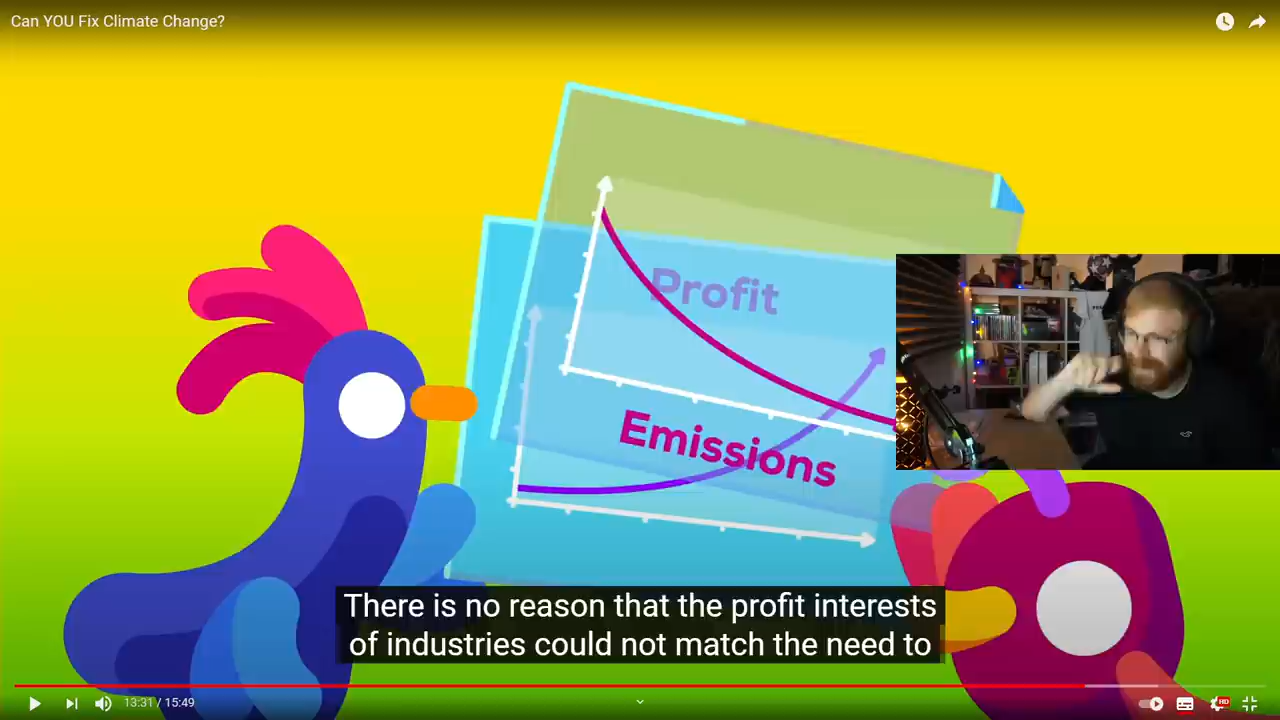 Can YOU Fix Climate Change?
Profit
Emissions
There is no reason that the profit interests
of industries could not match the need to
13:31 / 15:49
HD